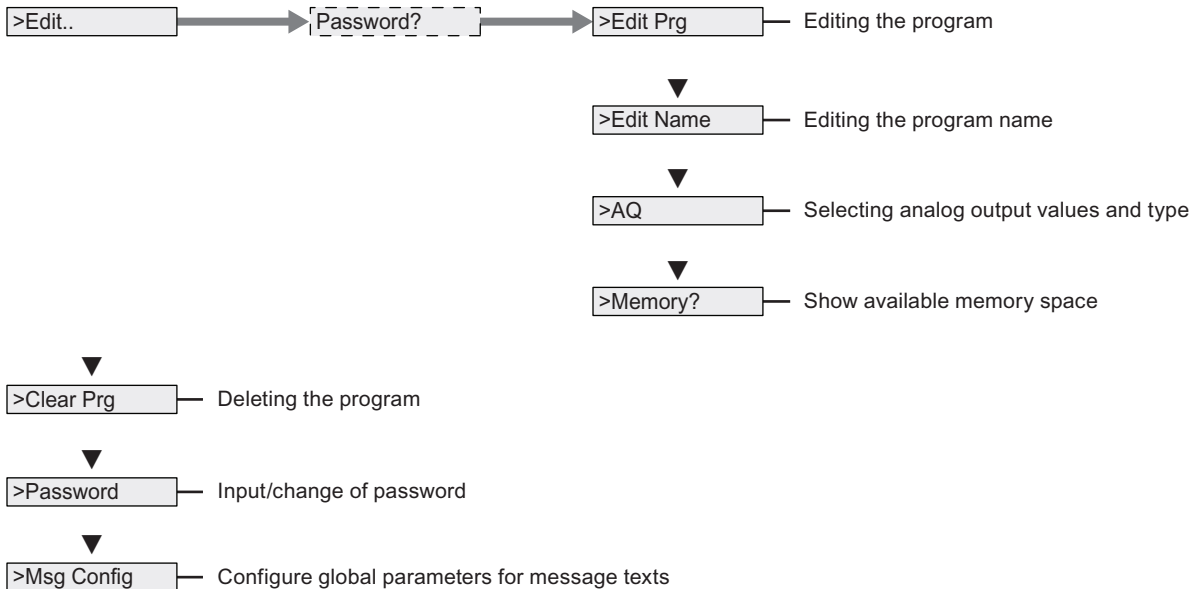 >Edit..
Password?
>Edit Prg
Editing the program
>Edit Name
Editing the program name
>AQ
Selecting analog output values and type
>Memory?
Show available memory space
>Clear Prg
Deleting the program
>Password
Input/change of password
>Msg Config
Configure global parameters for message texts